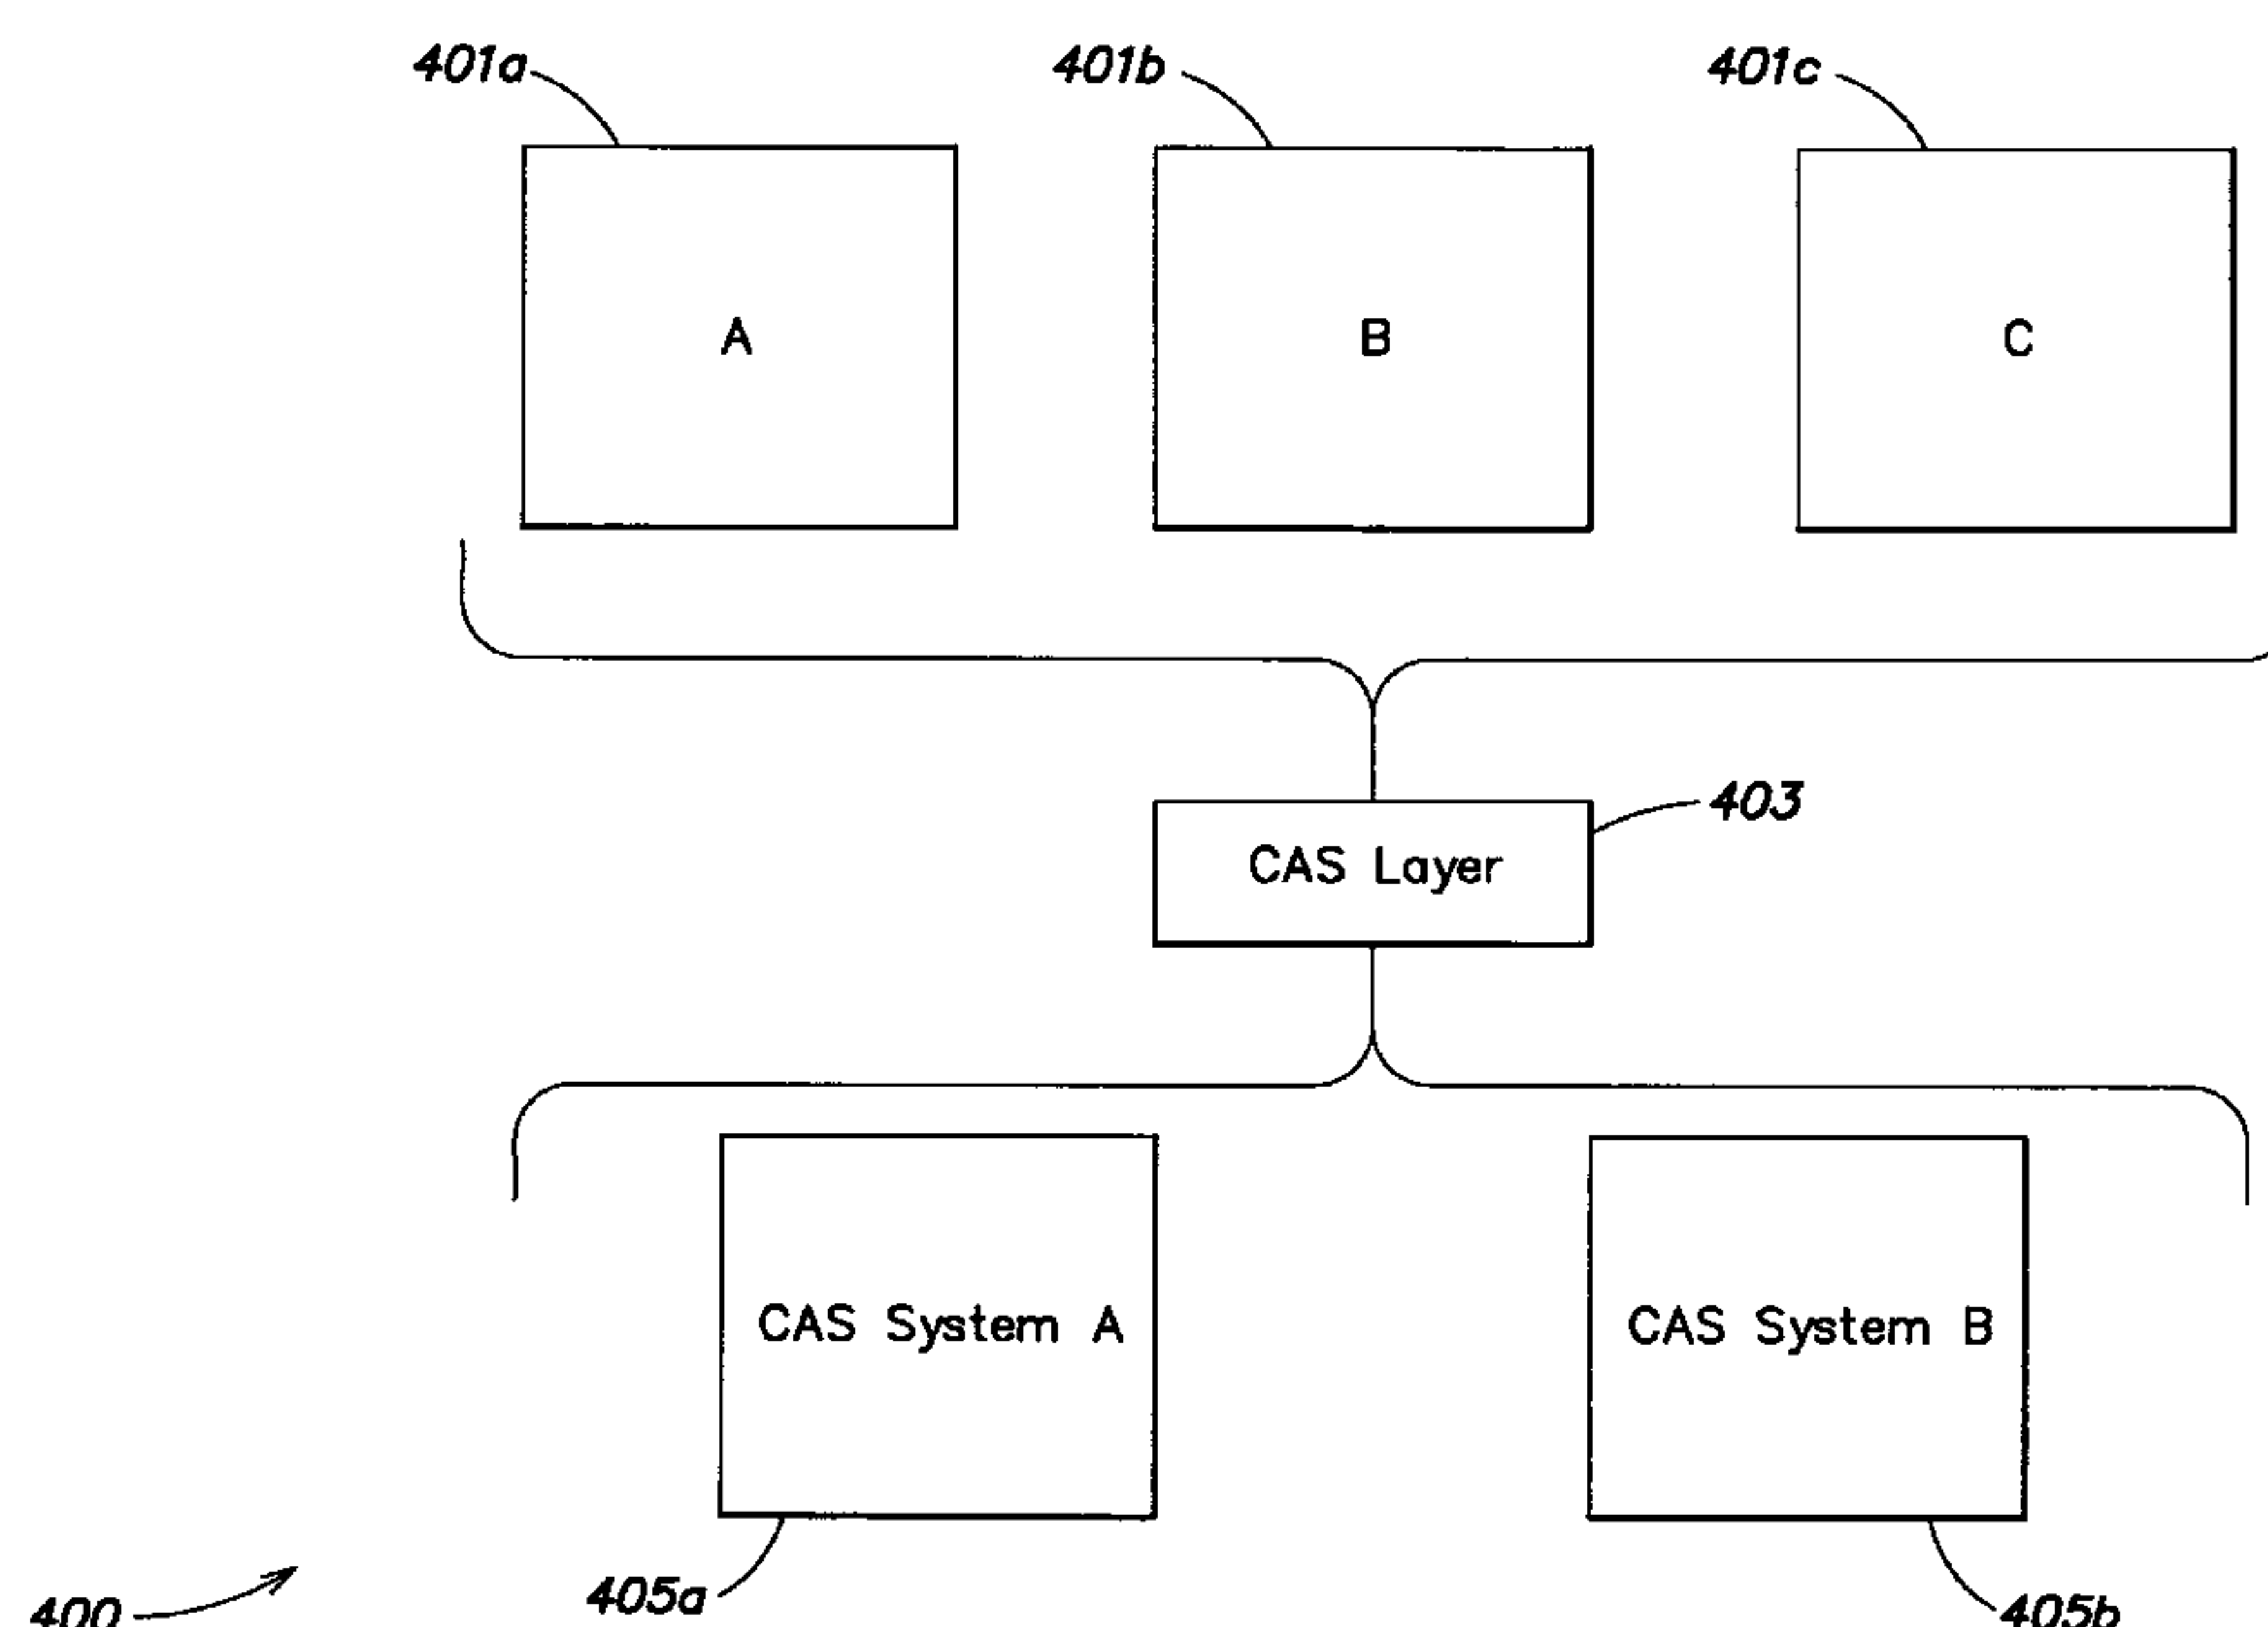 401a
401b
401c
A
B
C
403
CAS Layer
CAS System A
CAS System B
405a
400
405b